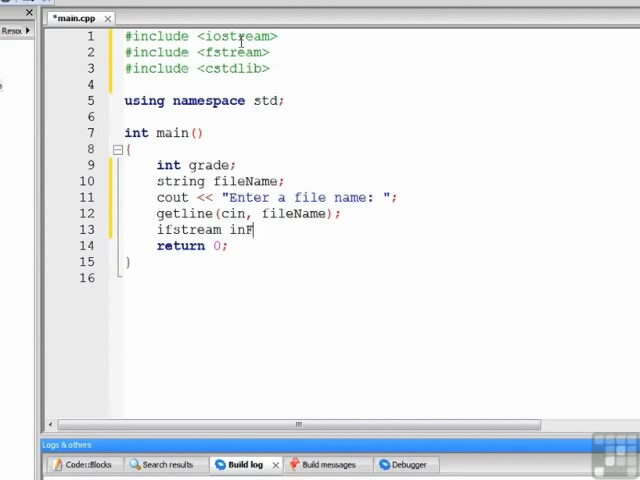 *main.cpp
Resou
1 #include <iostream>
2 #include <fstream>
3 #include <cstdlib>
4
5 using namespace std;
6
7 int main()
8 {
9 int grade;
10 string fileName;
11 cout << "Enter a file name: ";
12 getline(cin, fileName);
13 ifstream inF
14 return 0;
15 }
16
Logs & others
Code::Blocks Search results Build log Build messages Debugger